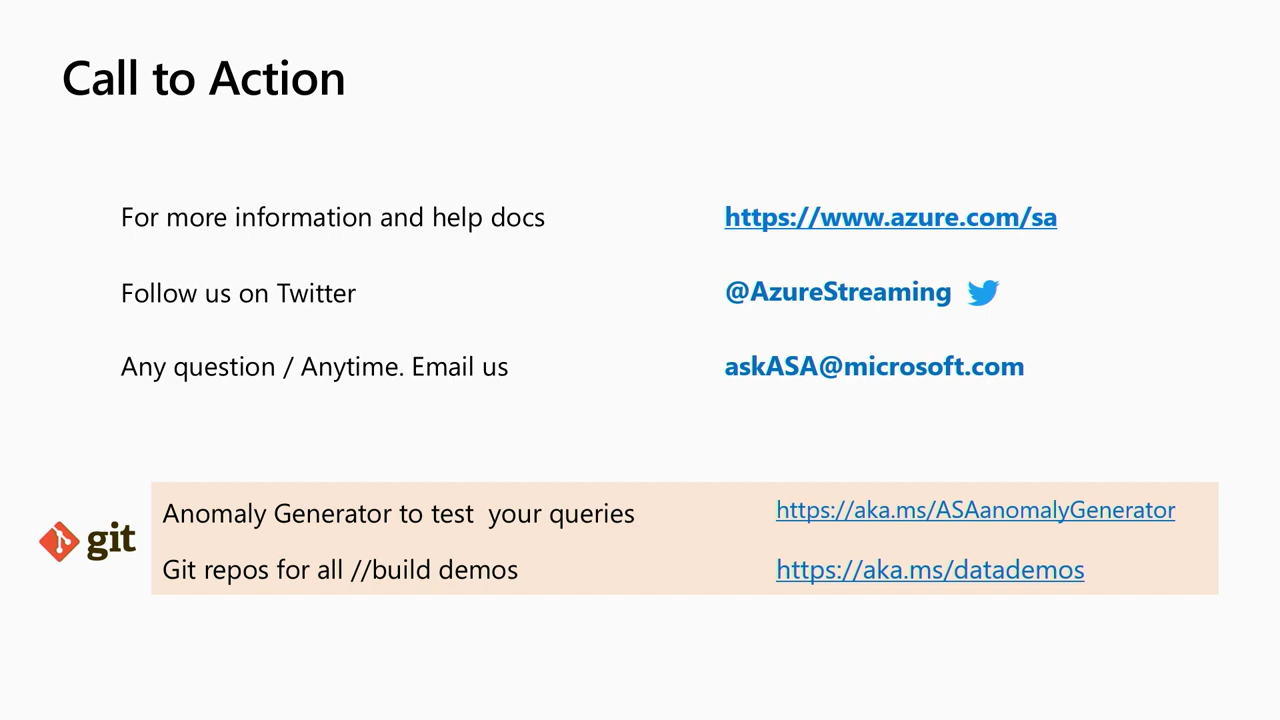 Call to Action
For more information and help docs https://www.azure.com/sa
Follow us on Twitter @AzureStreaming
Any question / Anytime. Email us askASA@microsoft.com
git
Anomaly Generator to test  your queries https://aka.ms/ASAanomalyGenerator
Git repos for all //build demos https://aka.ms/datademos